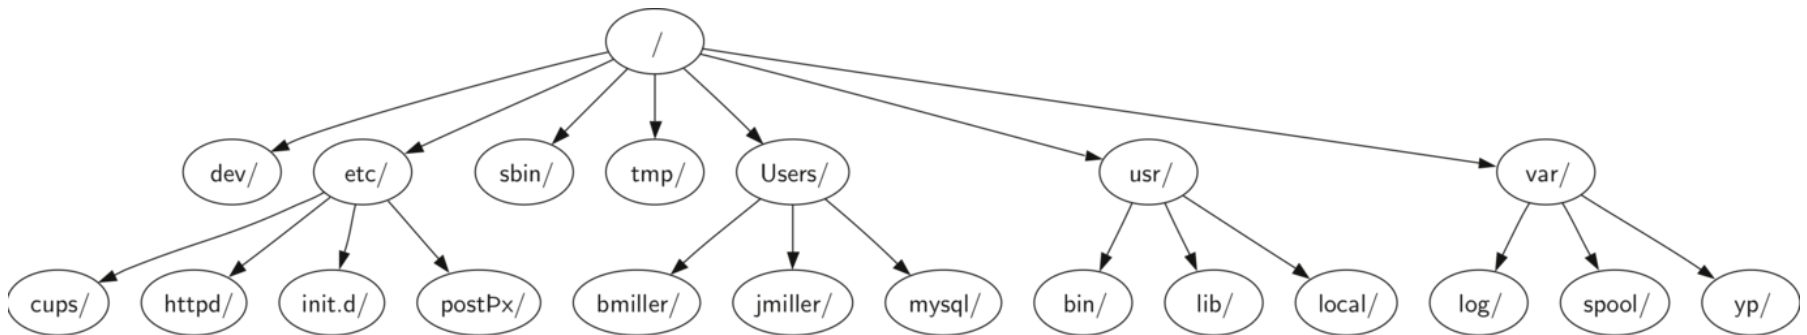 /
dev/ etc/ sbin/ tmp/ Users/ usr/ var/
cups/ httpd/ init.d/ postÞx/ bmiller/ jmiller/ mysql/ bin/ lib/ local/ log/ spool/ yp/